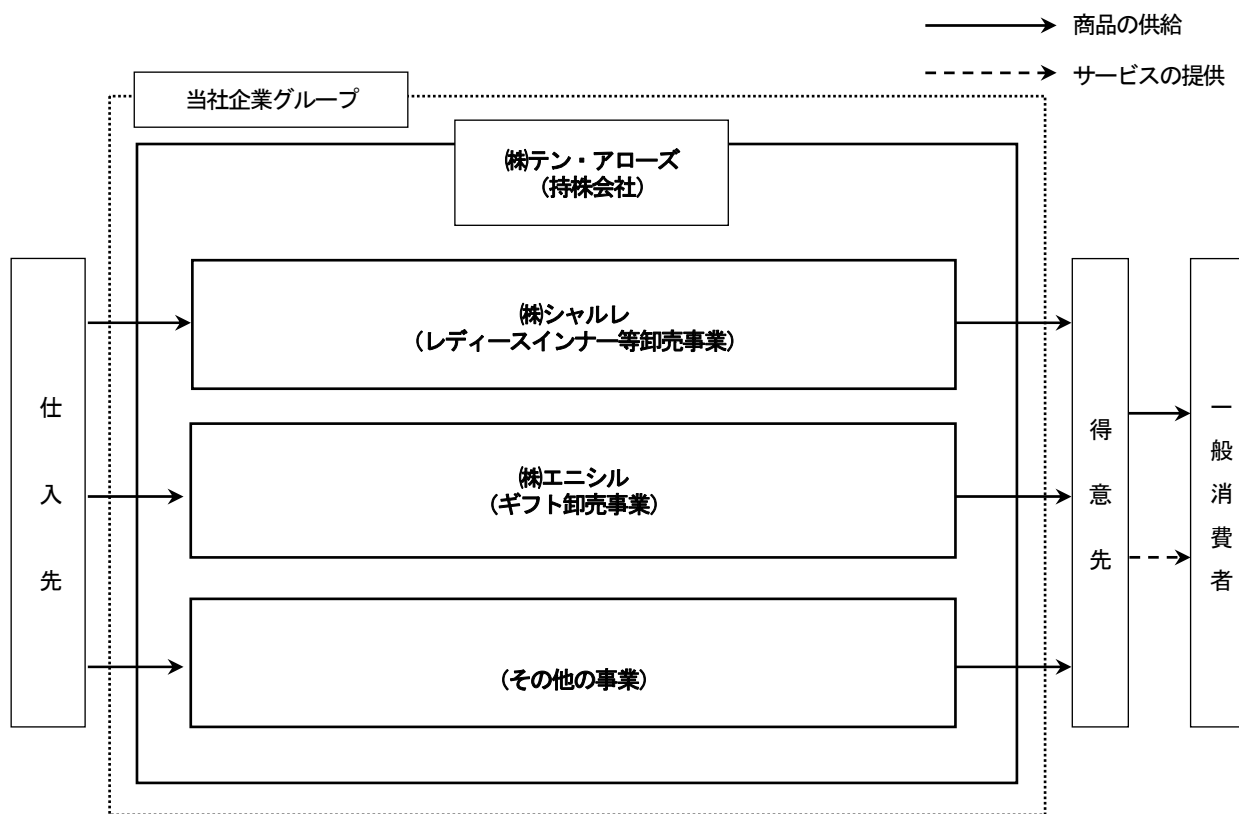 商品の供給
サービスの提供
当社企業グループ
㈱テン・アローズ
（持株会社）
仕入先
㈱シャルレ
（レディースインナー等卸売事業）
㈱エニシル
（ギフト卸売事業）
（その他の事業）
得意先
一般消費者